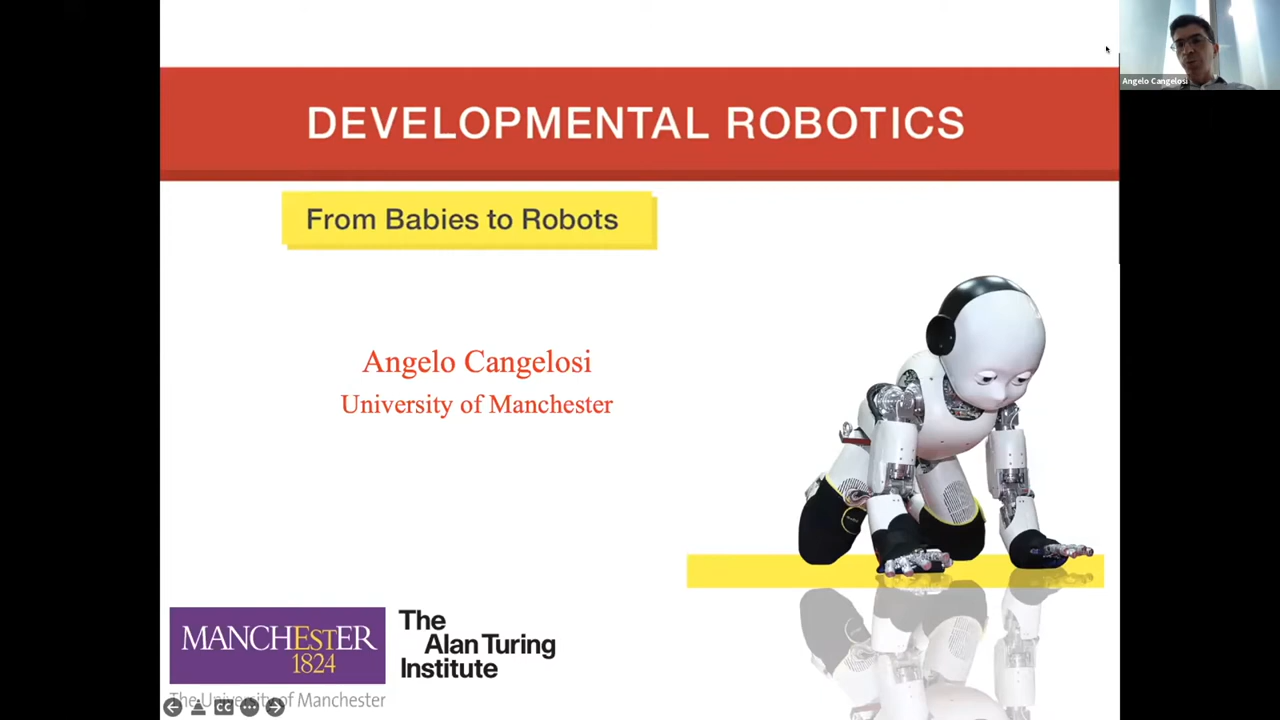 Angelo Cangelosi
DEVELOPMENTAL ROBOTICS
From Babies to Robots
Angelo Cangelosi
University of Manchester
MANCHESTER
1824
The University of Manchester
The
Alan Turing
Institute
CC